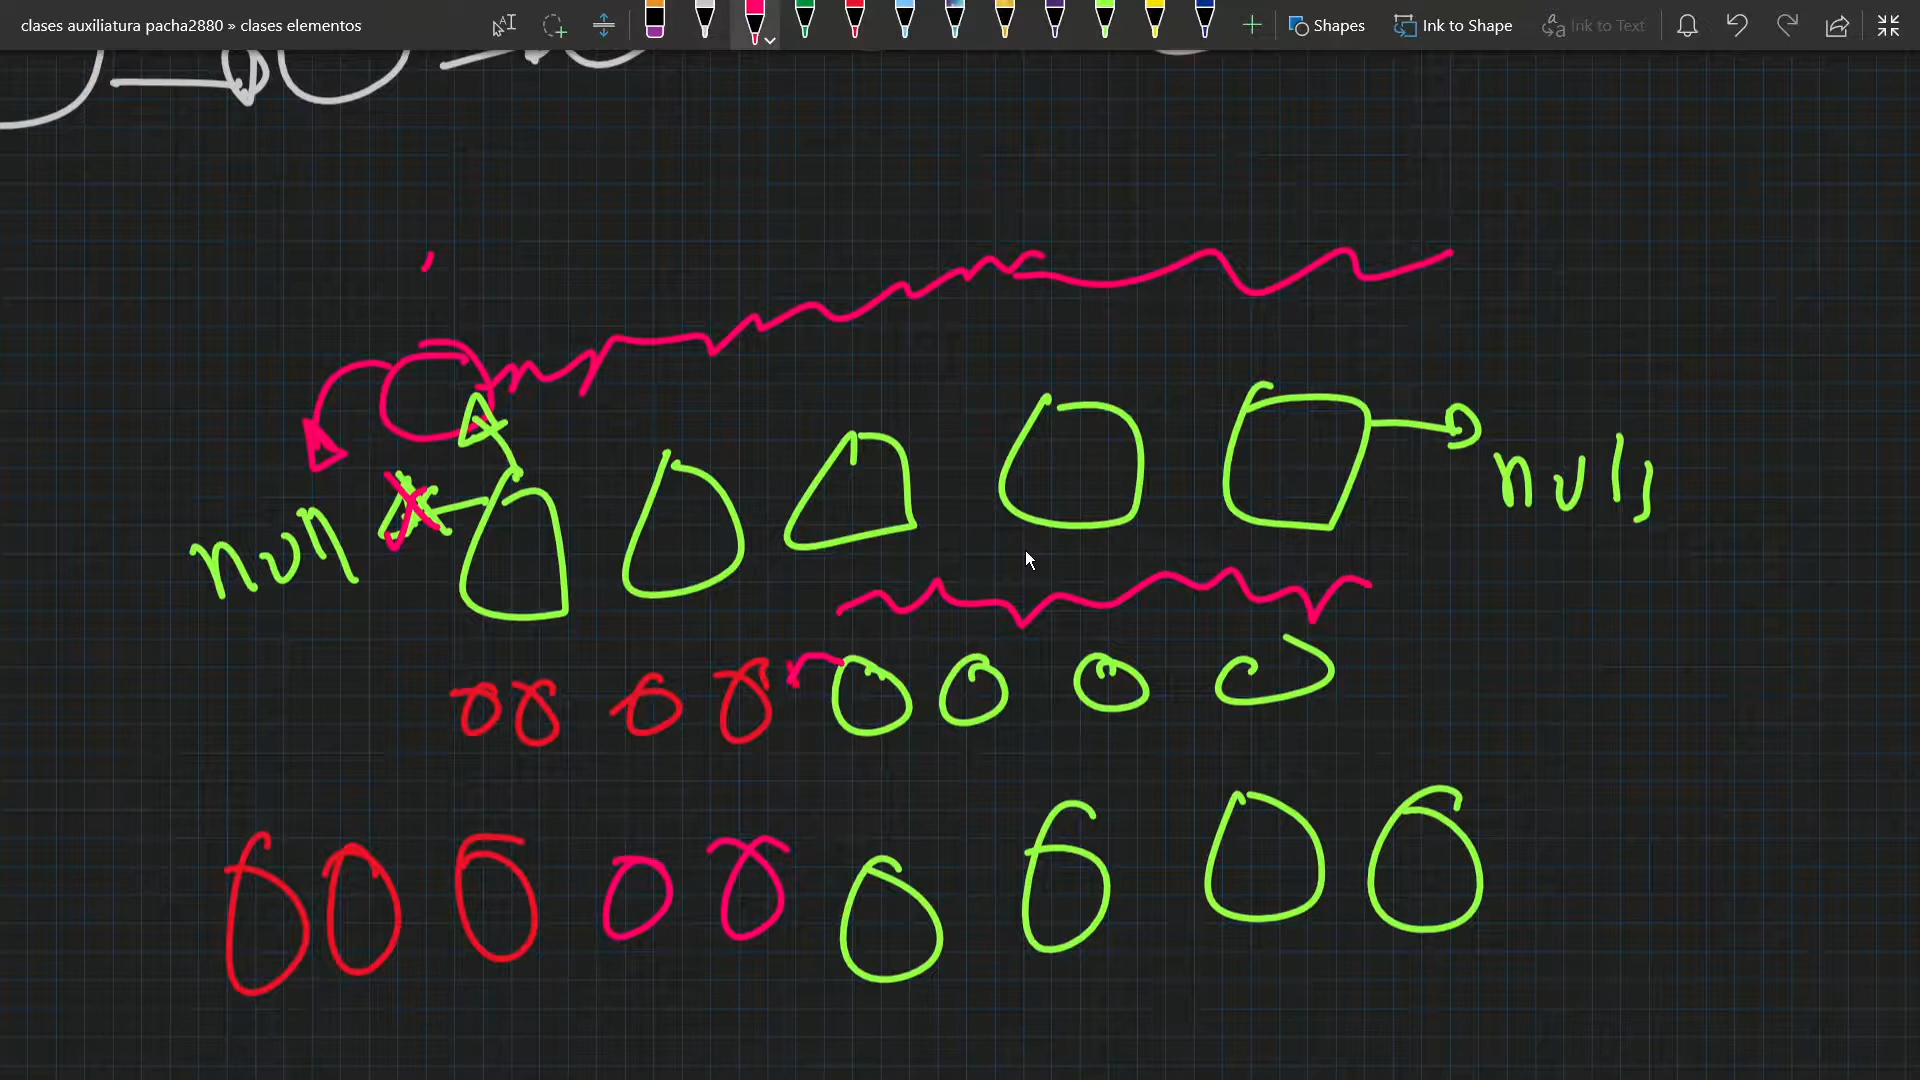 clases auxiliatura pacha2880 » clases elementos
Shapes
Ink to Shape
Ink to Text
null
null